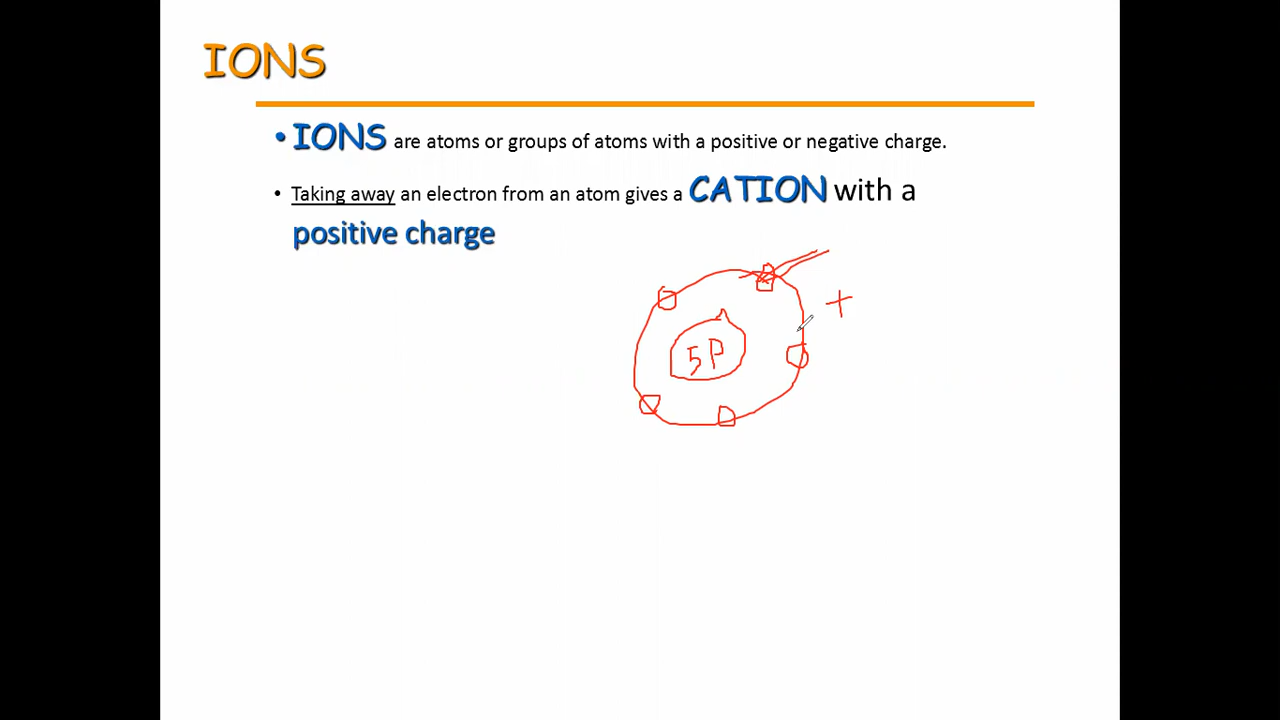 IONS
• IONS are atoms or groups of atoms with a positive or negative charge.
• Taking away an electron from an atom gives a CATION with a
positive charge
+
5P